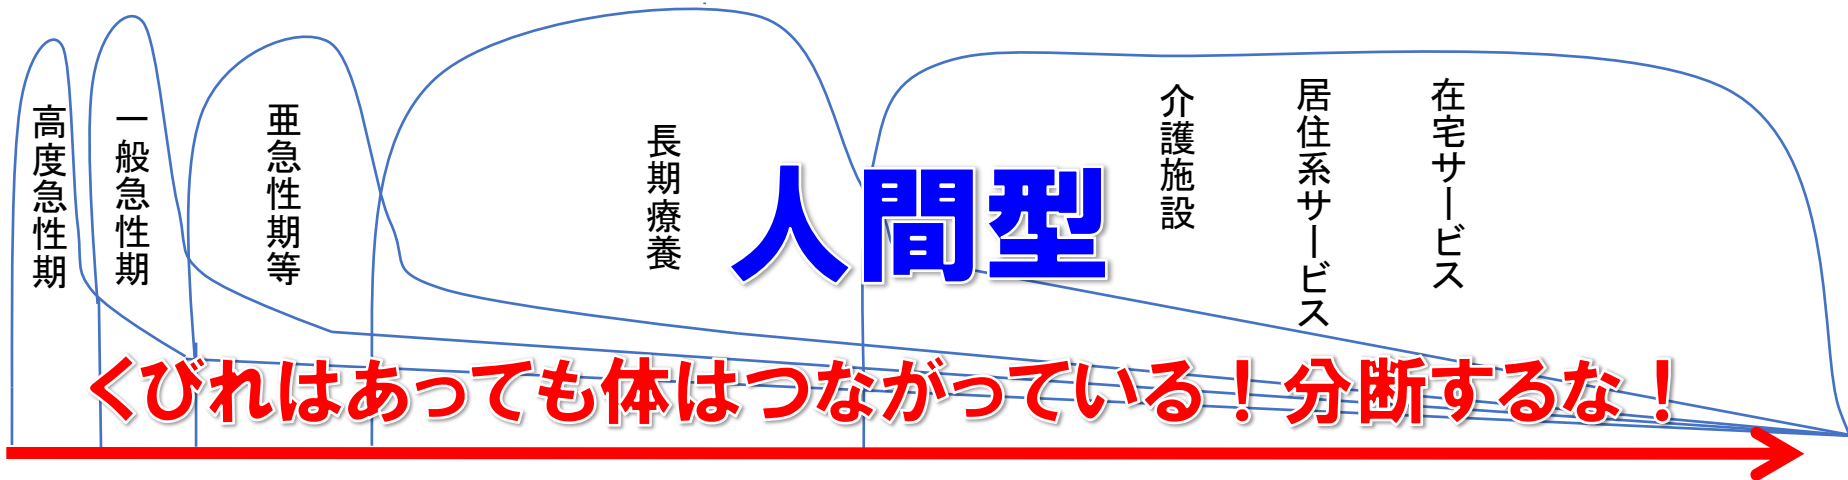 高度急性期
一般急性期
亜急性期等
長期療養
人間型
介護施設
居住系サービス
在宅サービス
くびれはあっても体はつながっている！分断するな！